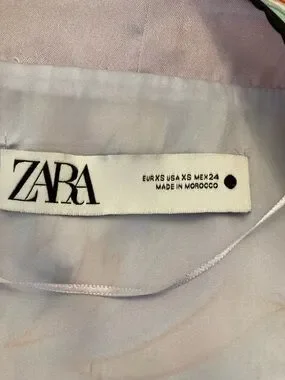 ZARA
EUR XS USA XS MEX 24
MADE IN MOROCCO